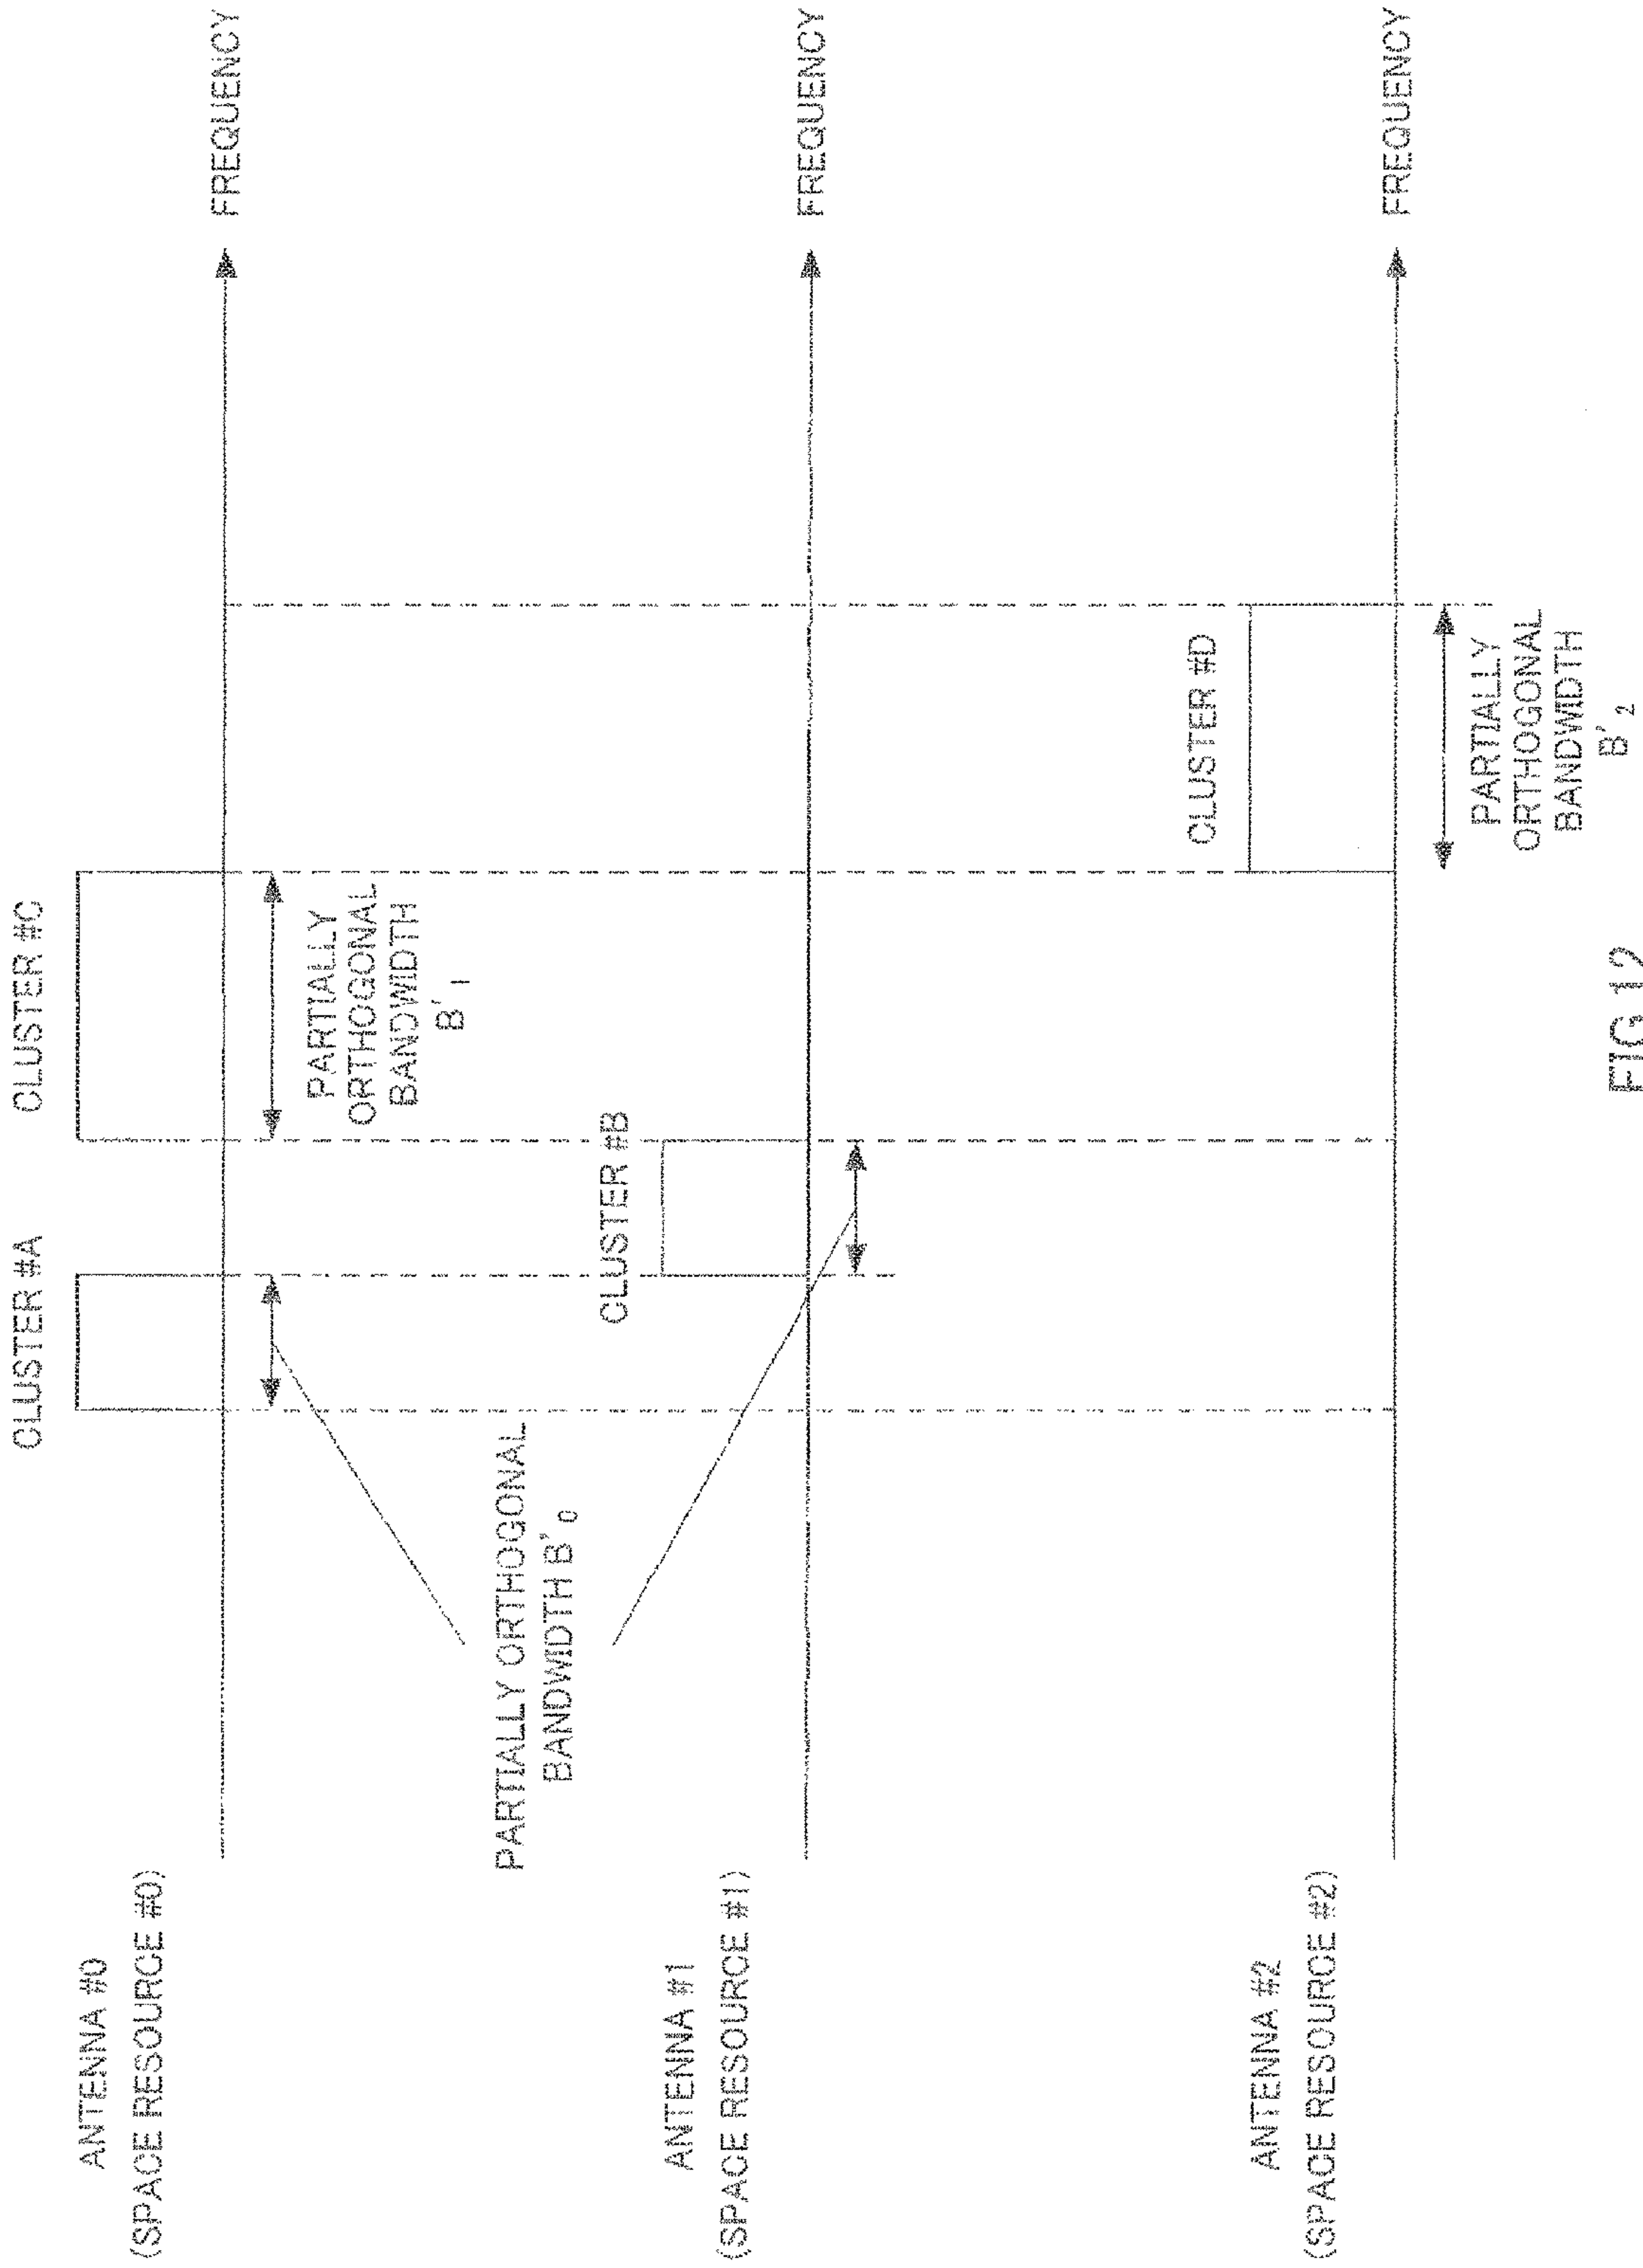 CLUSTER #A
CLUSTER #C
ANTENNA #0
(SPACE RESOURCE #0)
FREQUENCY
PARTIALLY
ORTHOGONAL
BANDWIDTH
B'1
PARTIALLY ORTHOGONAL
BANDWIDTH B'0
CLUSTER #B
ANTENNA #1
(SPACE RESOURCE #1)
FREQUENCY
CLUSTER #D
ANTENNA #2
(SPACE RESOURCE #2)
FREQUENCY
PARTIALLY
ORTHOGONAL
BANDWIDTH
B'2
FIG.12